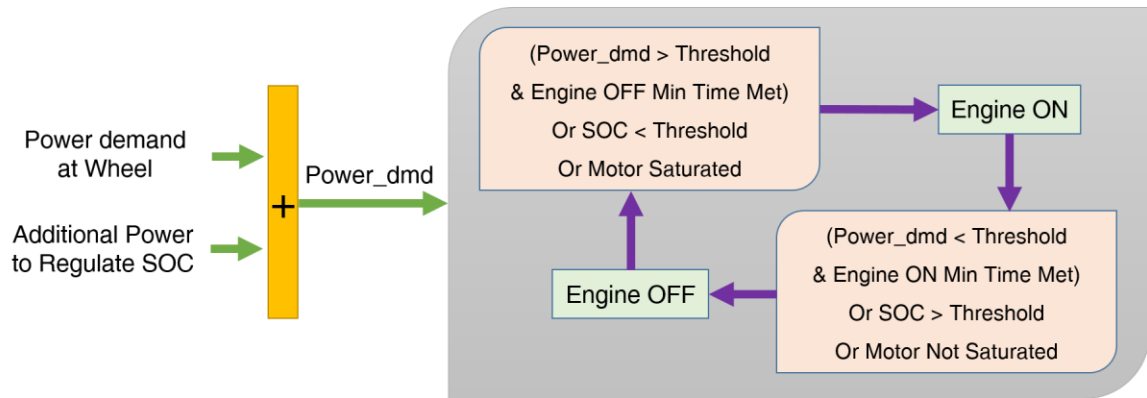 Power demand
at Wheel
Additional Power
to Regulate SOC
+
Power_dmd
(Power_dmd > Threshold
& Engine OFF Min Time Met)
Or SOC < Threshold
Or Motor Saturated
Engine ON
(Power_dmd < Threshold
& Engine ON Min Time Met)
Or SOC > Threshold
Or Motor Not Saturated
Engine OFF